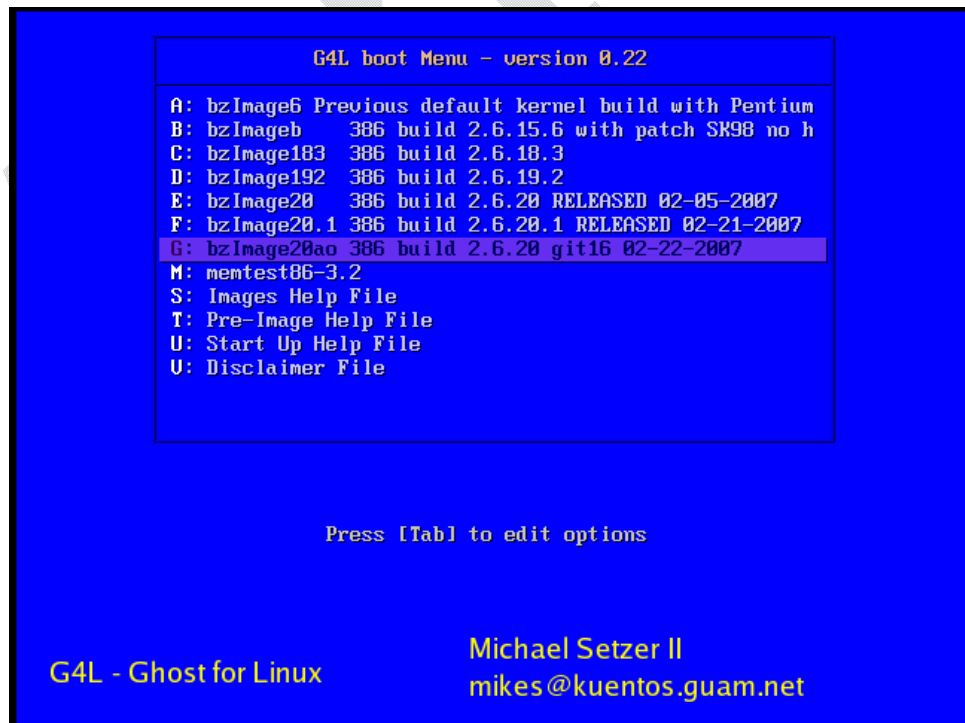 G4L boot Menu - version 0.22
A: bzImage6 Previous default kernel build with Pentium
B: bzImageb 386 build 2.6.15.6 with patch SK98 no h
C: bzImage183 386 build 2.6.18.3
D: bzImage192 386 build 2.6.19.2
E: bzImage20 386 build 2.6.20 RELEASED 02-05-2007
F: bzImage20.1 386 build 2.6.20.1 RELEASED 02-21-2007
G: bzImage20ao 386 build 2.6.20 git16 02-22-2007
M: memtest86-3.2
S: Images Help File
T: Pre-Image Help File
U: Start Up Help File
V: Disclaimer File
Press [Tab] to edit options
G4L - Ghost for Linux
Michael Setzer II
mikes@kuentos.guam.net